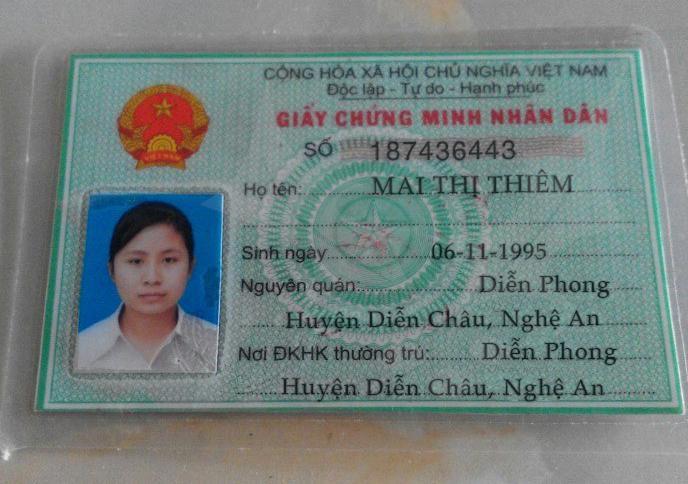 CỘNG HÒA XÃ HỘI CHỦ NGHĨA VIỆT NAM
Độc lập - Tự do - Hạnh phúc
GIẤY CHỨNG MINH NHÂN DÂN
SỐ 187436443
Họ tên: MAI THỊ THIÊM
Sinh ngày 06-11-1995
Nguyên quán: Diễn Phong
Huyện Diễn Châu, Nghệ An
Nơi ĐKHK thường trú: Diễn Phong
Huyện Diễn Châu, Nghệ An
VIỆT NAM